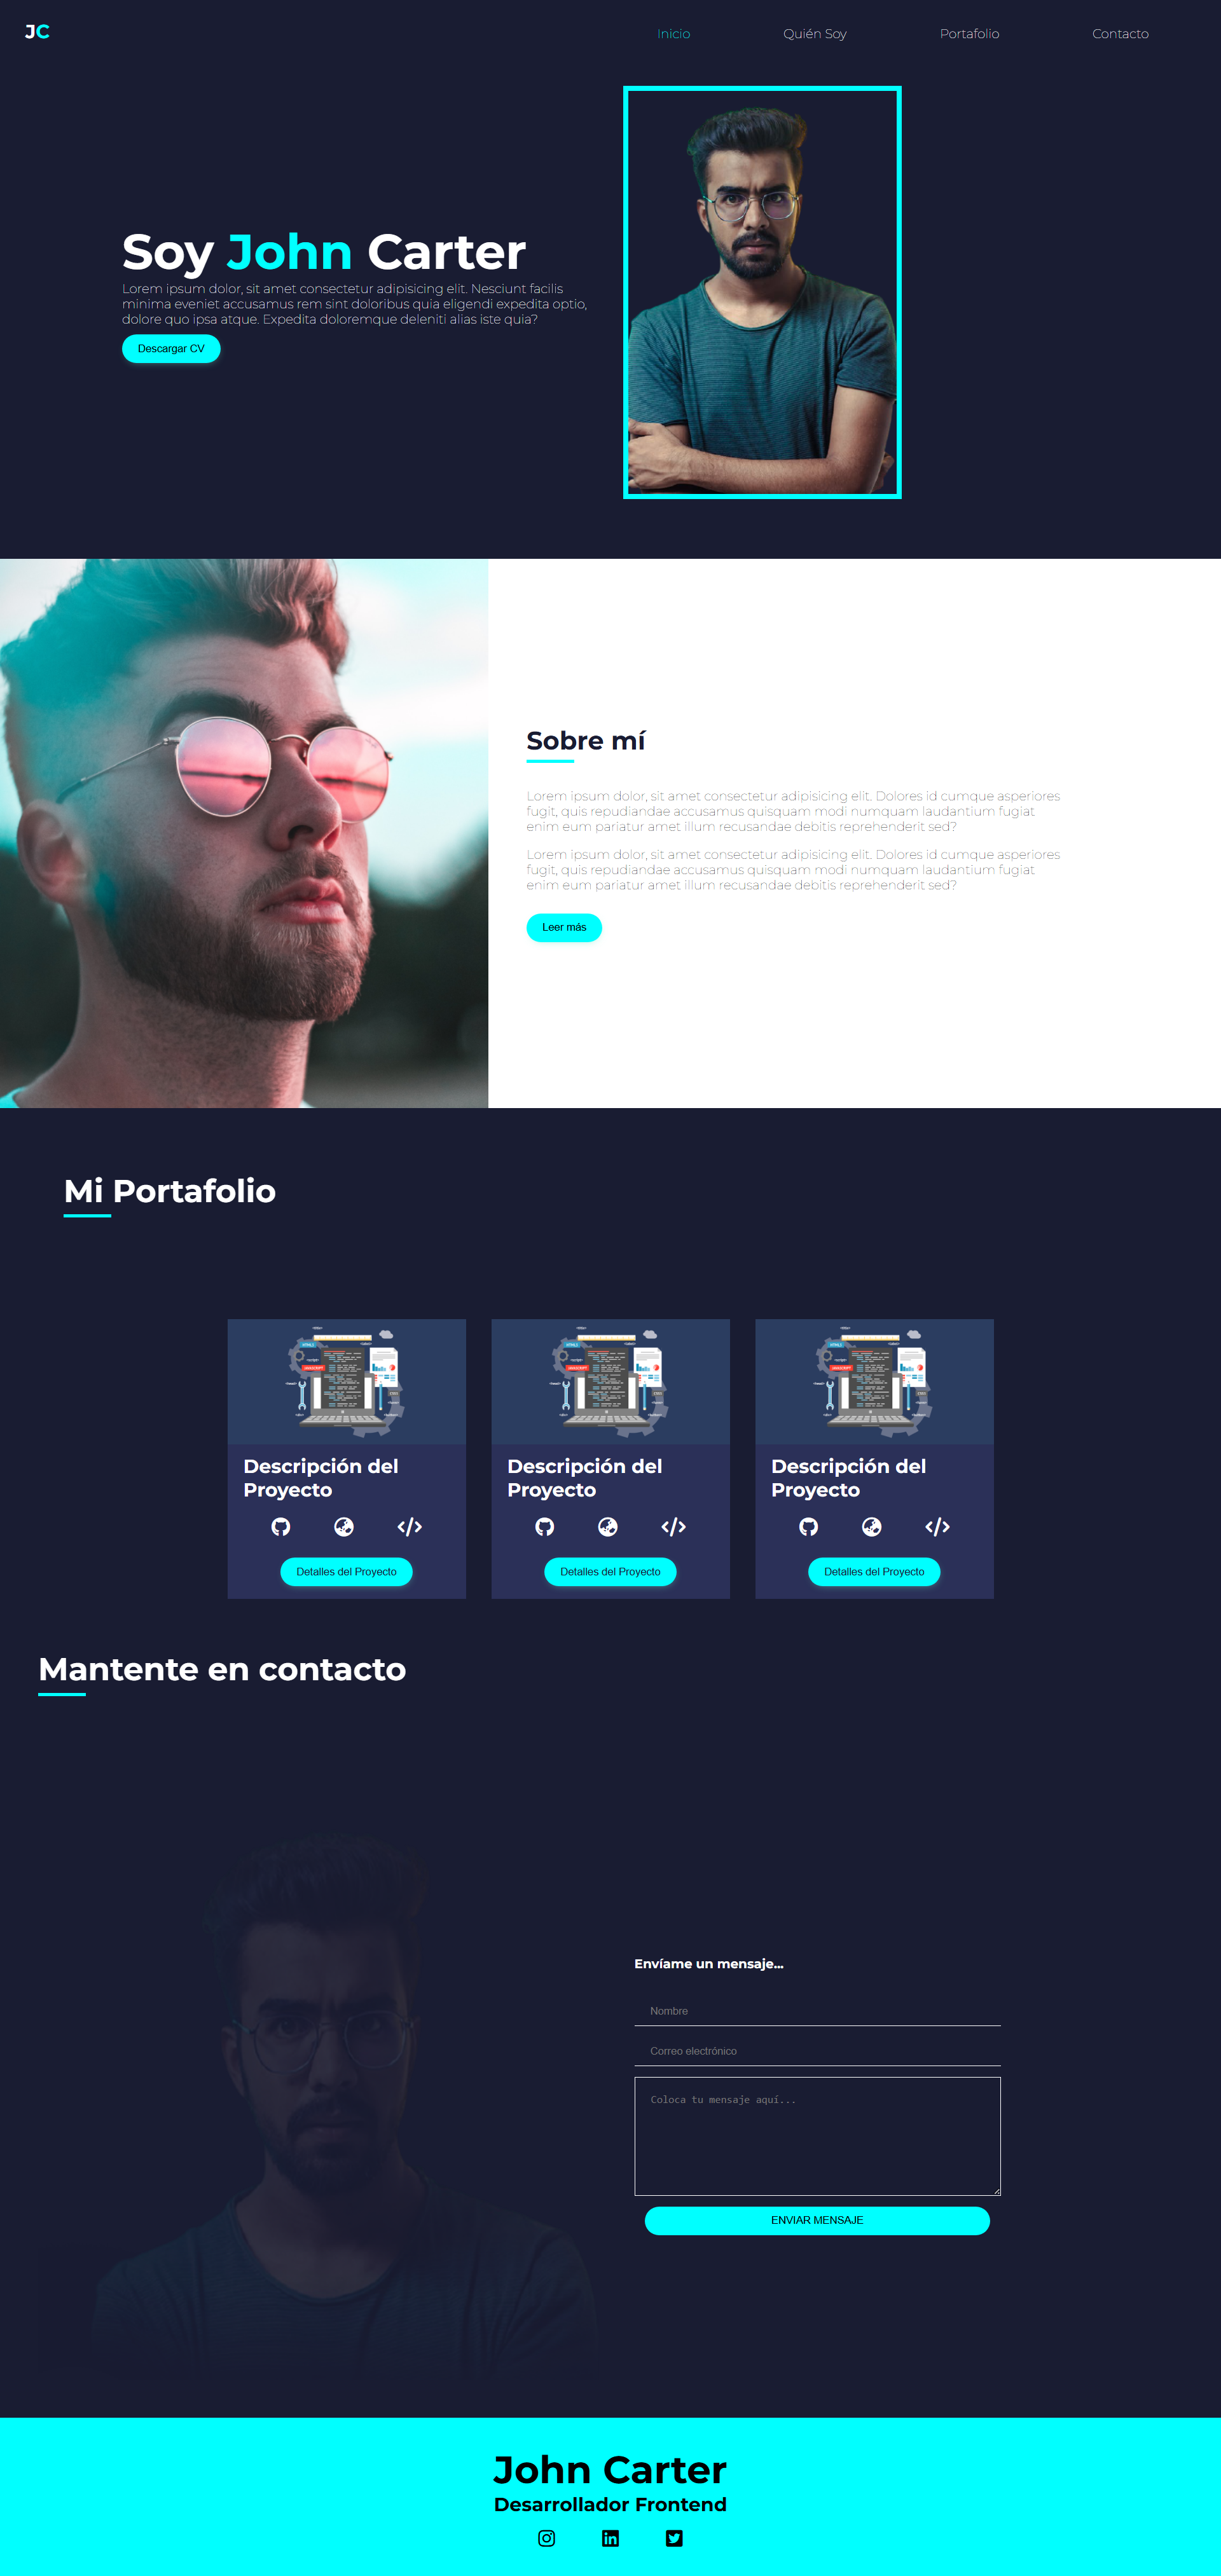 JC
Inicio Quién Soy Portafolio Contacto
Soy John Carter
Lorem ipsum dolor, sit amet consectetur adipisicing elit. Nesciunt facilis
minima eveniet accusamus rem sint doloribus quia eligendi expedita optio,
dolore quo ipsa atque. Expedita doloremque deleniti alias iste quia?
Descargar CV
Sobre mí
Lorem ipsum dolor, sit amet consectetur adipisicing elit. Dolores id cumque asperiores
fugit, quis repudiandae accusamus quisquam modi numquam laudantium fugiat
enim eum pariatur amet illum recusandae debitis reprehenderit sed?
Lorem ipsum dolor, sit amet consectetur adipisicing elit. Dolores id cumque asperiores
fugit, quis repudiandae accusamus quisquam modi numquam laudantium fugiat
enim eum pariatur amet illum recusandae debitis reprehenderit sed?
Leer más
Mi Portafolio
Descripción del
Proyecto
Detalles del Proyecto
Descripción del
Proyecto
Detalles del Proyecto
Descripción del
Proyecto
Detalles del Proyecto
Mantente en contacto
Envíame un mensaje...
Nombre
Correo electrónico
Coloca tu mensaje aquí...
ENVIAR MENSAJE
John Carter
Desarrollador Frontend